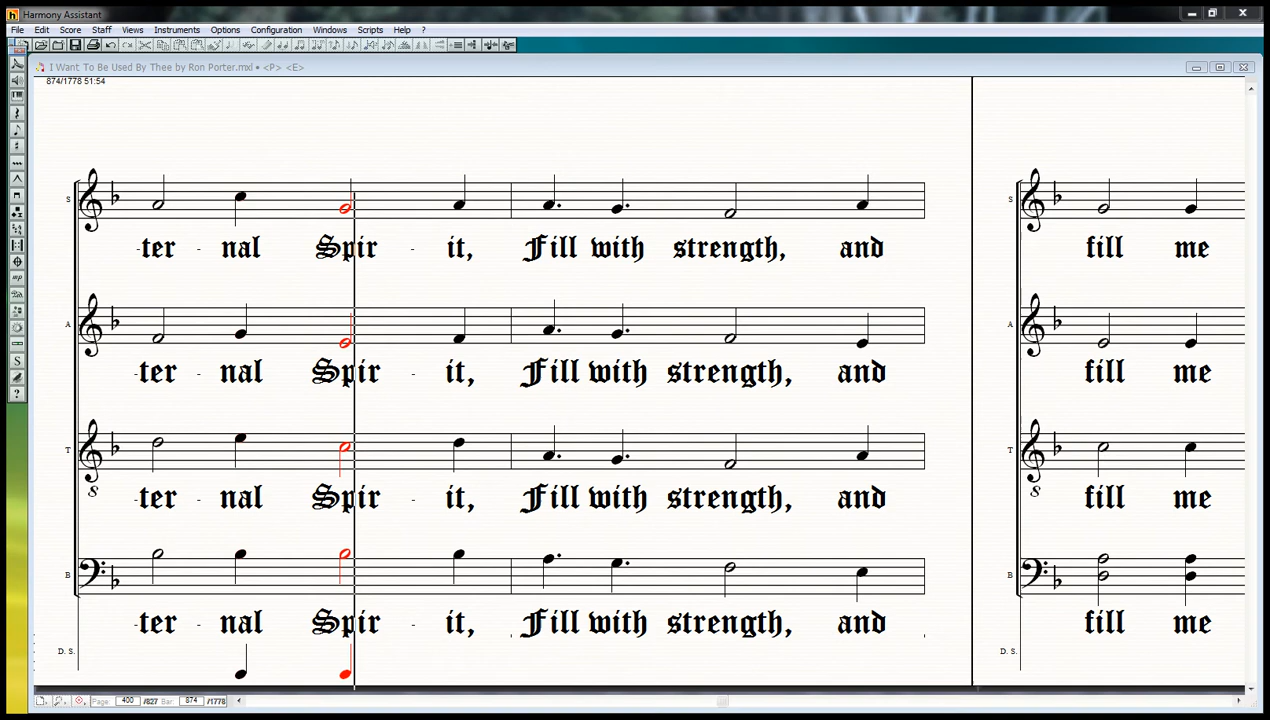 Harmony Assistant
File Edit Score Staff Views Instruments Options Configuration Windows Scripts Help ?
I Want To Be Used By Thee by Ron Porter.mxl • <P> <E>
874/1778 51:54
S
S
-ter - nal Spir - it, Fill with strength, and
fill me
A
A
-ter - nal Spir - it, Fill with strength, and
fill me
T
T
8
8
-ter - nal Spir - it, Fill with strength, and
fill me
B
B
-ter - nal Spir - it, Fill with strength, and
fill me
D. S.
D. S.
Page: 400 /827 Bar: 874 /1778